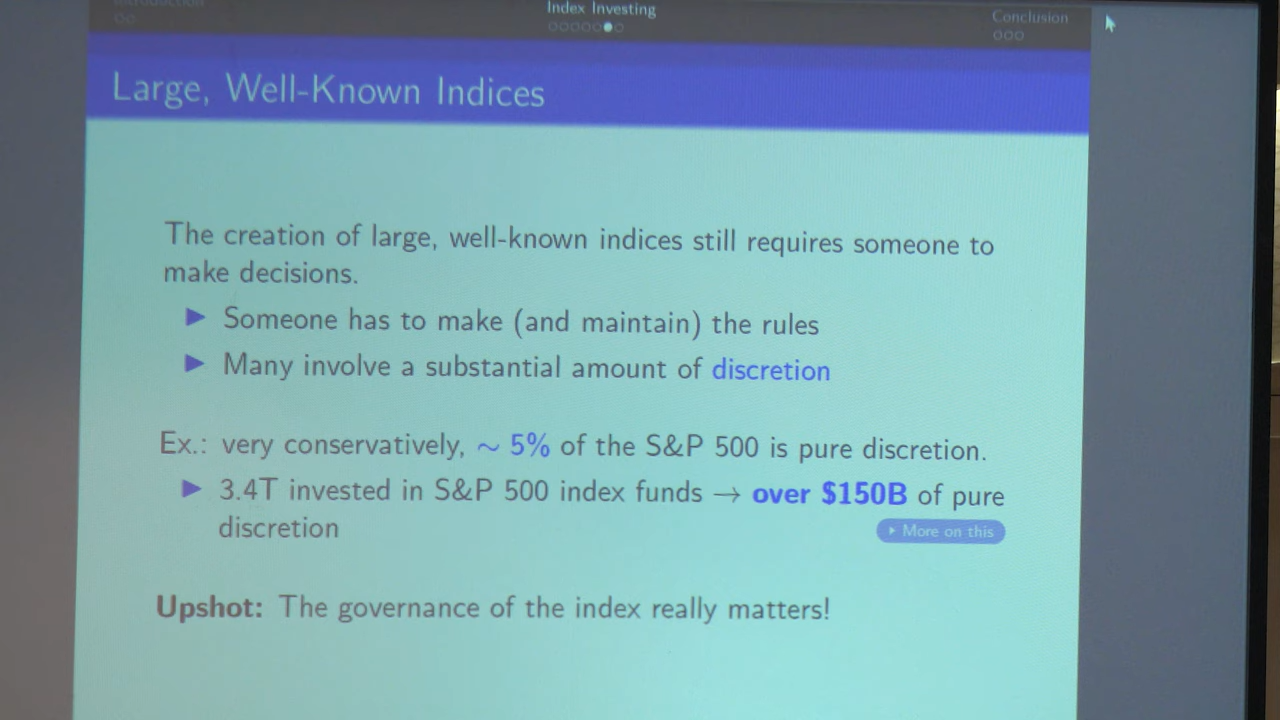 Introduction
Index Investing
Conclusion
Large, Well-Known Indices
The creation of large, well-known indices still requires someone to
make decisions.
▶ Someone has to make (and maintain) the rules
▶ Many involve a substantial amount of discretion
Ex.: very conservatively, ~ 5% of the S&P 500 is pure discretion.
▶ 3.4T invested in S&P 500 index funds → over $150B of pure
discretion
More on this
Upshot: The governance of the index really matters!